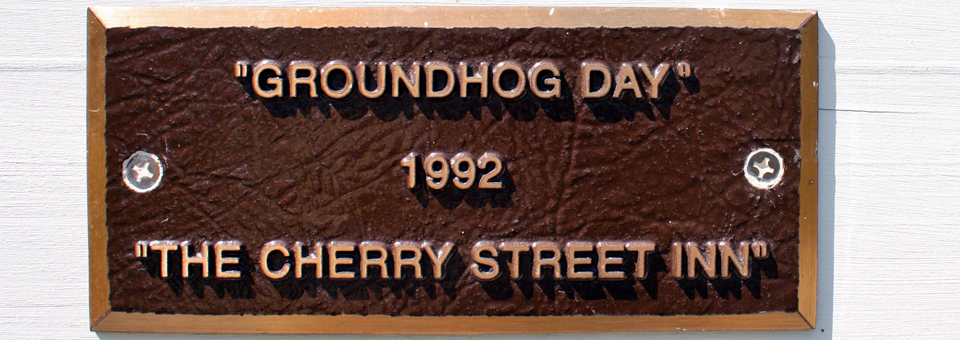 "GROUNDHOG DAY"
1992
"THE CHERRY STREET INN"